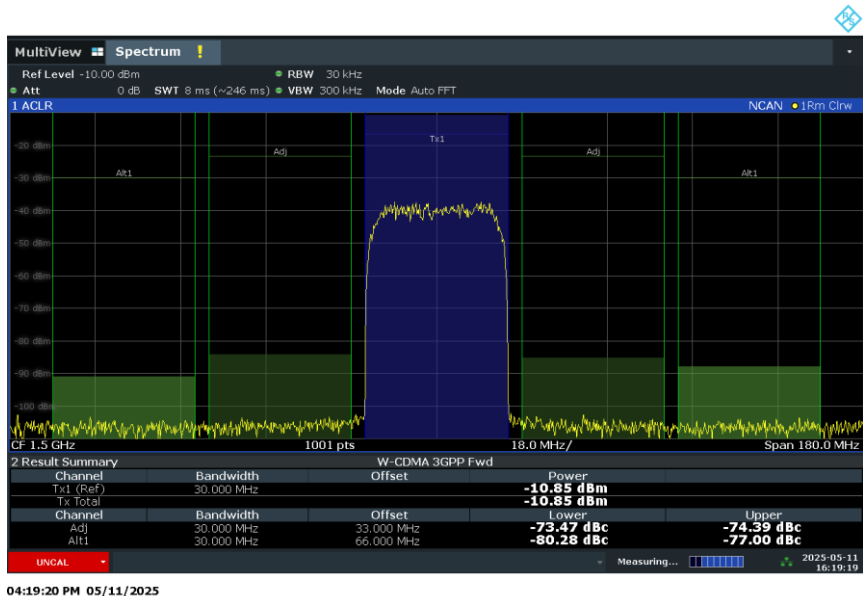 R&S
MultiView Spectrum !
Ref Level -10.00 dBm RBW 30 kHz
Att 0 dB SWT 8 ms (~246 ms) VBW 300 kHz Mode Auto FFT
1 ACLR NCAN 1Rm Clrw
Tx1
-20 dBm
Adj Adj
Alt1 Alt1
-30 dBm
-40 dBm
-50 dBm
-60 dBm
-70 dBm
-80 dBm
-90 dBm
-100 dBm
CF 1.5 GHz 1001 pts 18.0 MHz/ Span 180.0 MHz
2 Result Summary W-CDMA 3GPP Fwd
Channel Bandwidth Offset Power
Tx1 (Ref) 30.000 MHz -10.85 dBm
Tx Total -10.85 dBm
Channel Bandwidth Offset Lower Upper
Adj 30.000 MHz 33.000 MHz -73.47 dBc -74.39 dBc
Alt1 30.000 MHz 66.000 MHz -80.28 dBc -77.00 dBc
UNCAL Measuring... 2025-05-11
16:19:19
04:19:20 PM 05/11/2025